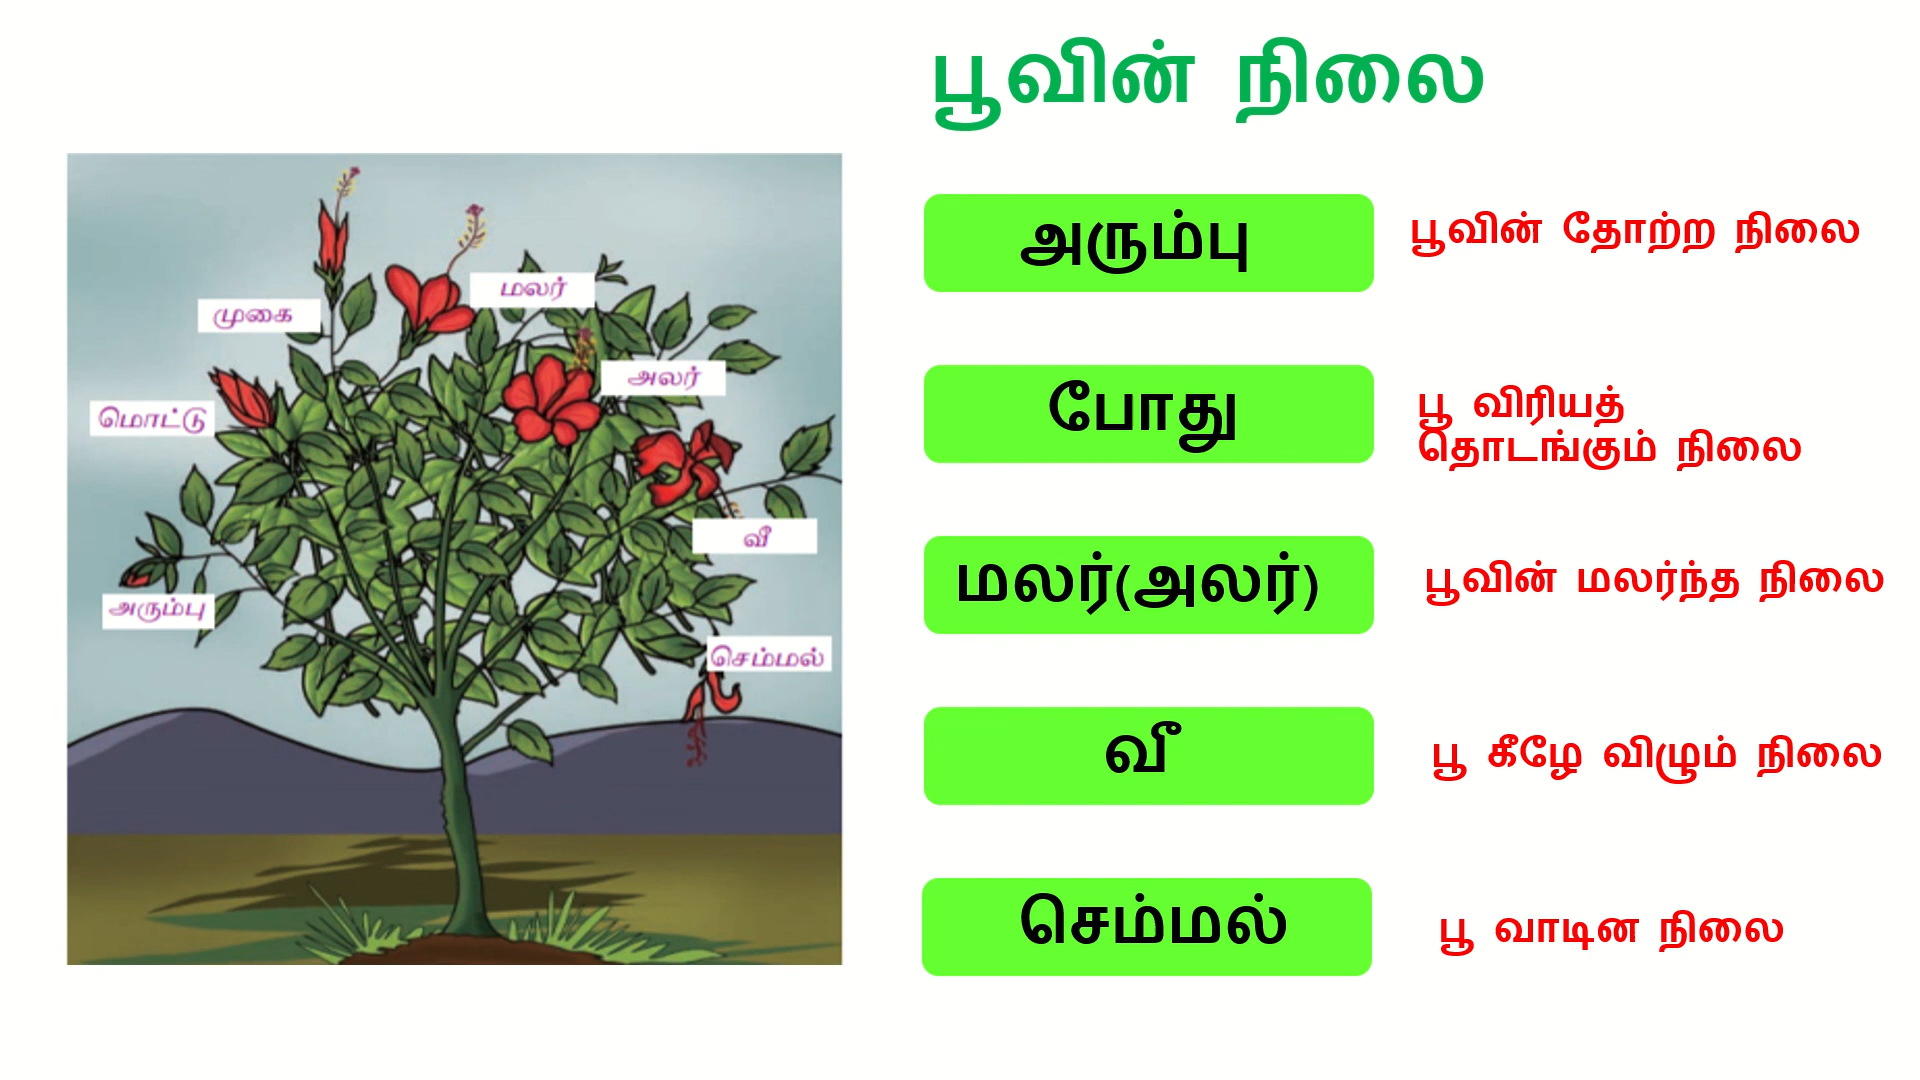 பூவின் நிலை
முகை
மலர்
அலர்
மொட்டு
வீ
அரும்பு
செம்மல்
அரும்பு
பூவின் தோற்ற நிலை
போது
பூ விரியத்
தொடங்கும் நிலை
மலர்(அலர்)
பூவின் மலர்ந்த நிலை
வீ
பூ கீழே விழும் நிலை
செம்மல்
பூ வாடின நிலை